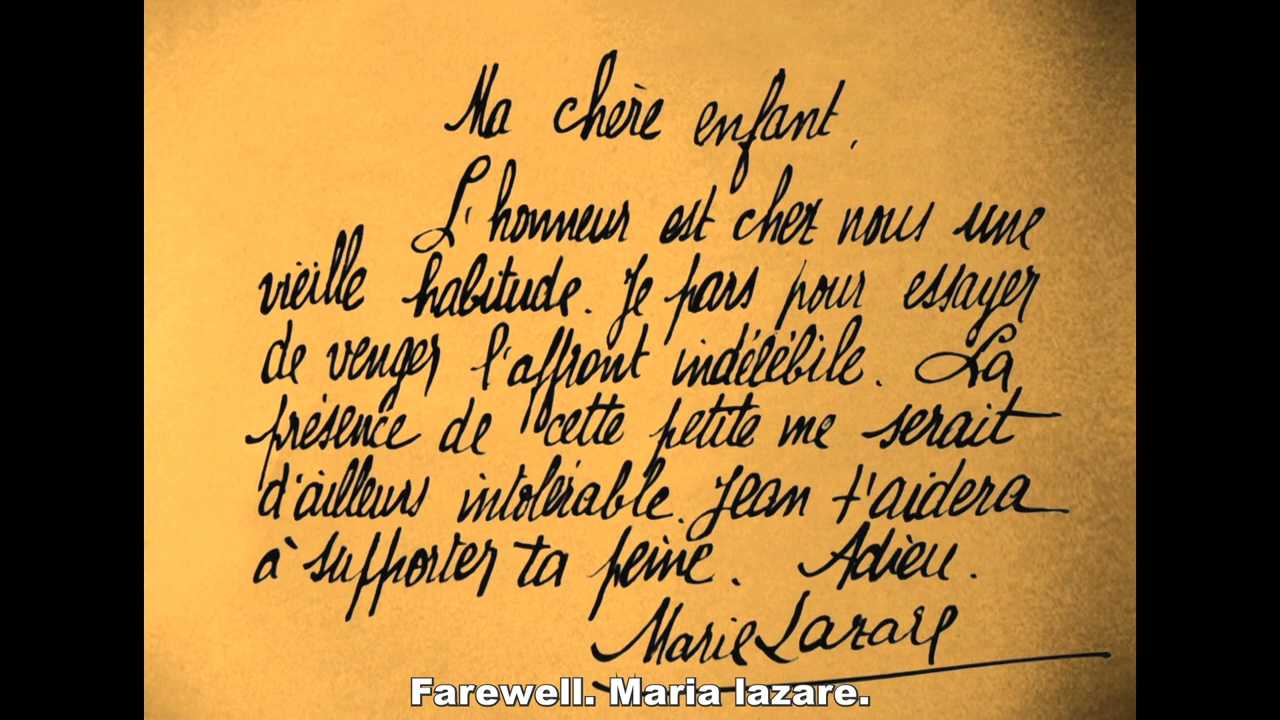 Ma chère enfant,
L'honneur est chez nous une
vieille habitude. Je pars pour essayer
de venger l'affront indélébile. La
présence de cette petite me serait
d'ailleurs intolérable. Jean t'aidera
à supporter ta peine. Adieu.
Marie Lazare
Farewell. Maria lazare.